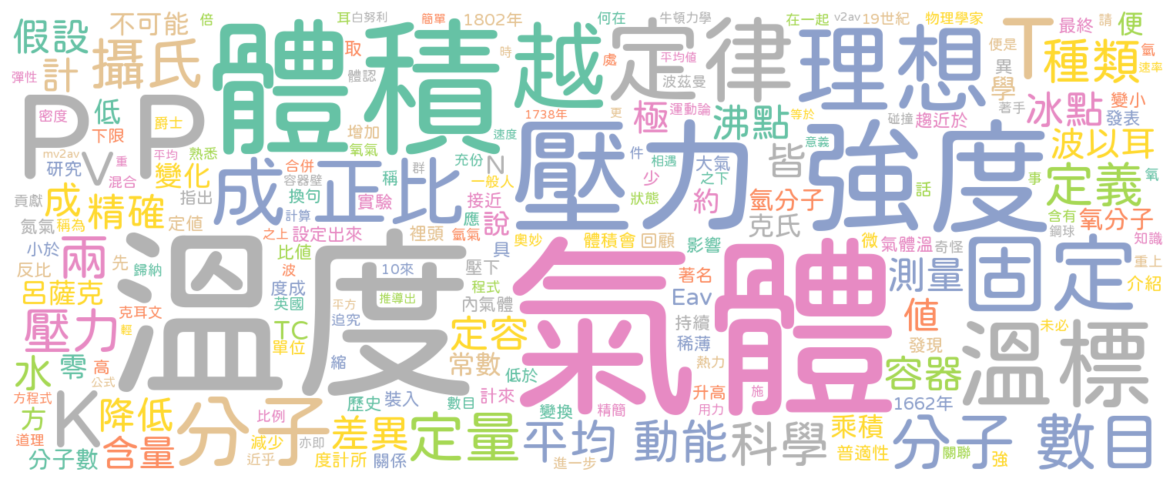 假設
不可能
倍
耳
白努利
簡單
1802年
何在
牛頓力學
在一起
v2av
19世紀
物理學家
最終
請
便
彈性
計
攝氏
體積
取
體認
越
處
定律
平均值
波茲曼
理想
便是
異
學
T
種類
氫
速率
密度
P
P
低
下限
爵士
增加
氧氣
速度
1738年
更
極
運動論
沸點
碰撞
等於
趨近於
著手
冰點
變小
發表
mv2av
研究
V
重
混合
平均
熟悉
變化
成正比
合併
容器壁
換句
稱
群
實驗
充份
一般人
N
接近
壓力
強度
件
相遇
少
大氣
之下
狀態
約
皆
意義
氫分子
克氏
話
事
波以耳
定義
氧
貢獻
成
精確
指出
氮氣
稱為
定值
之上
計算
設定出來
氦氣
裡頭
應
說
具
奧妙
體積會
回顧
影響
微
氣體溫
奇怪
含有
鋼球
氧分子
知識
小於
兩
反比
先
歸納
溫度
比值
波
度成
10來
程式
壓下
氣體
著名
測量
固定
重上
介紹
呂薩克
克耳文
英國
平方
推導出
追究
內氣體
Eav
持續
稀薄
值
發現
未必
壓力
輕
TC
單位
定容
常數
熱力
溫標
水
零
高
公式
縮
低於
計來
升高
施
容器
方程式
方
K
降低
分子
比例
歷史
裝入
數目
變換
精簡
用力
1662年
道理
分子數
含量
減少
近乎
亦即
差異
度計所
關係
定量
平均
進一步
動能
科學
乘積
普適性
分子
關聯
強
數目